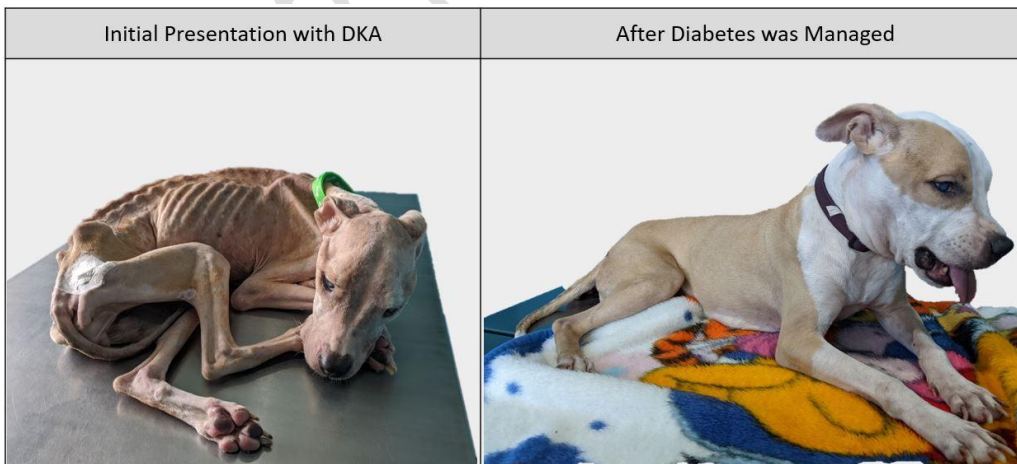 Initial Presentation with DKA
After Diabetes was Managed